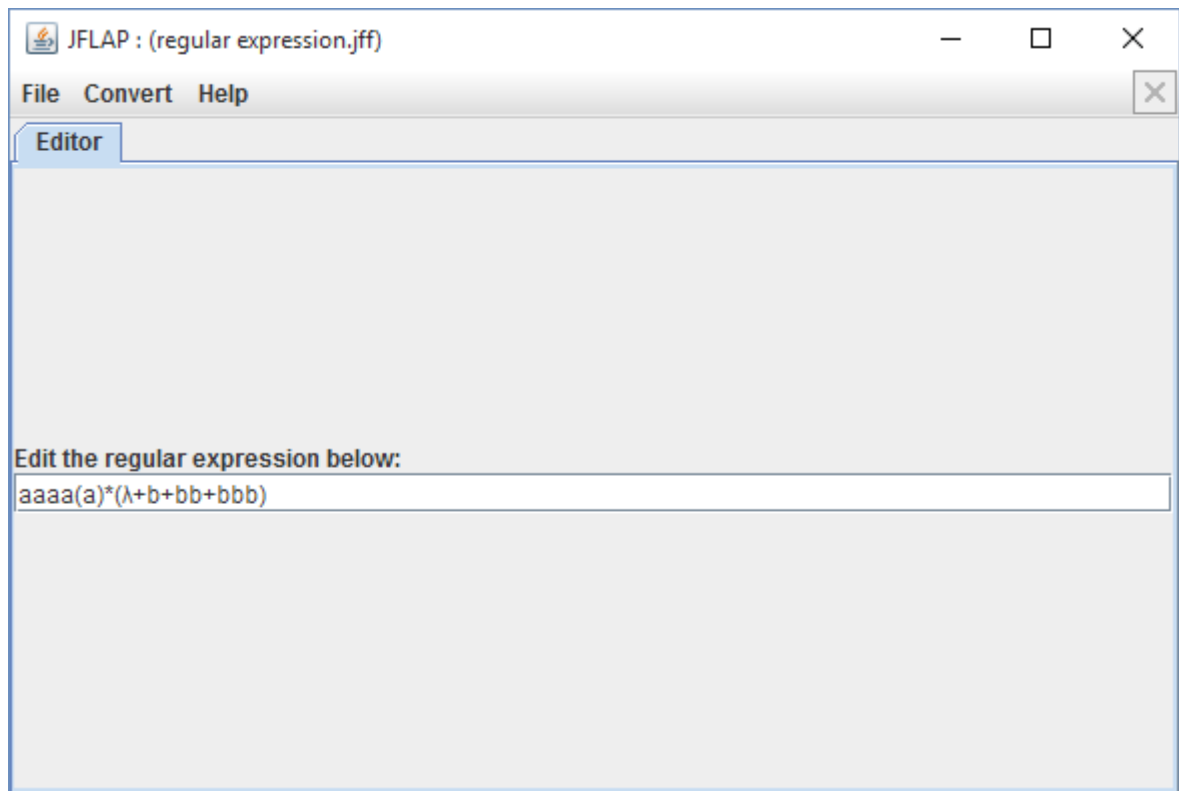 JFLAP : (regular expression.jff)
File Convert Help
Editor
Edit the regular expression below:
aaaa(a)*(λ+b+bb+bbb)